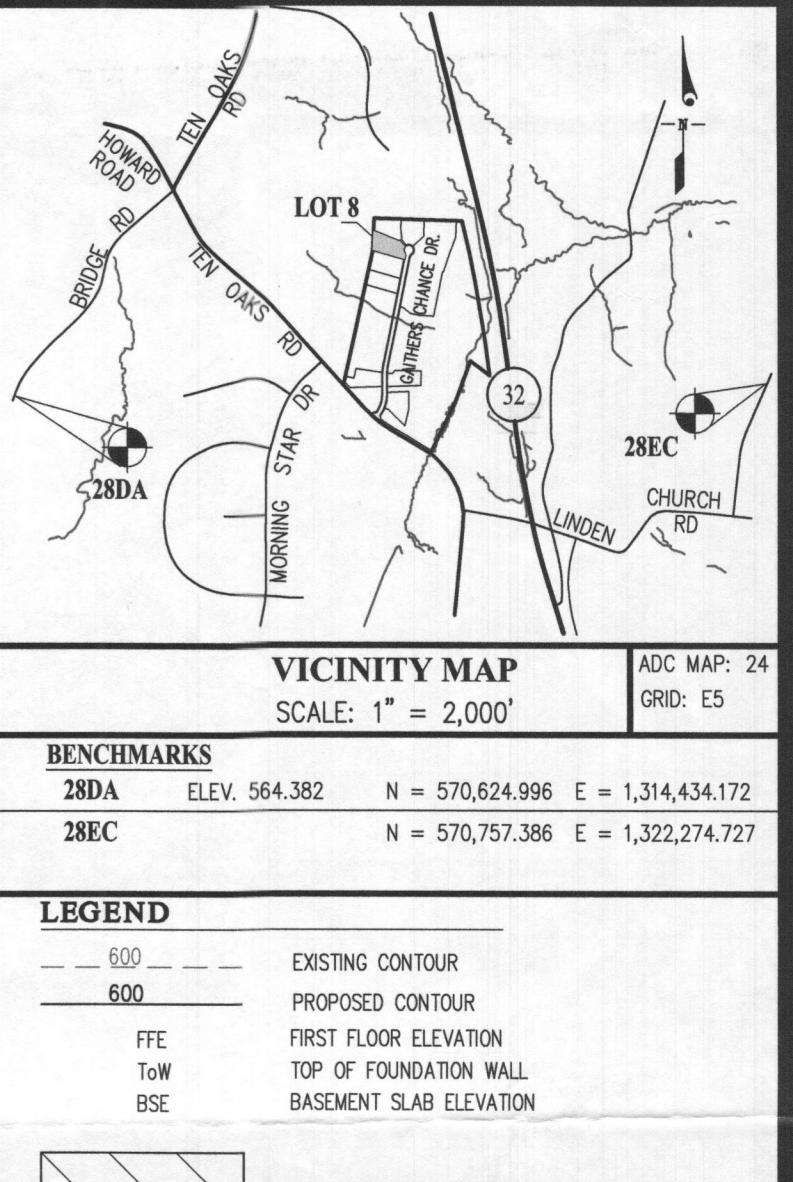 TEN OAKS
RD
HOWARD
ROAD
BRIDGE RD
LOT 8
TEN OAKS RD
GAITHERS CHANCE DR.
N
32
28DA
28EC
MORNING STAR DR
LINDEN CHURCH
RD
VICINITY MAP
SCALE: 1" = 2,000'
ADC MAP: 24
GRID: E5
BENCHMARKS
28DA ELEV. 564.382 N = 570,624.996 E = 1,314,434.172
28EC N = 570,757.386 E = 1,322,274.727
LEGEND
600 EXISTING CONTOUR
600 PROPOSED CONTOUR
FFE FIRST FLOOR ELEVATION
ToW TOP OF FOUNDATION WALL
BSE BASEMENT SLAB ELEVATION